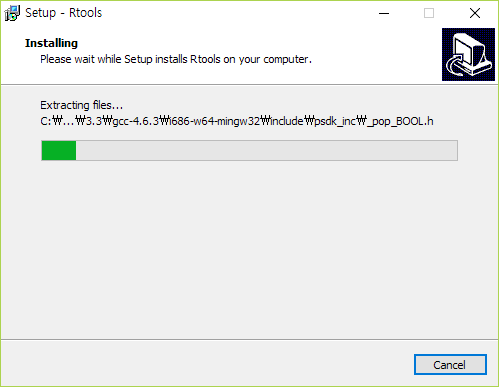 Setup - Rtools
Installing
Please wait while Setup installs Rtools on your computer.
Extracting files...
C:₩...₩3.3₩gcc-4.6.3₩i686-w64-mingw32₩include₩psdk_inc₩_pop_BOOL.h
Cancel